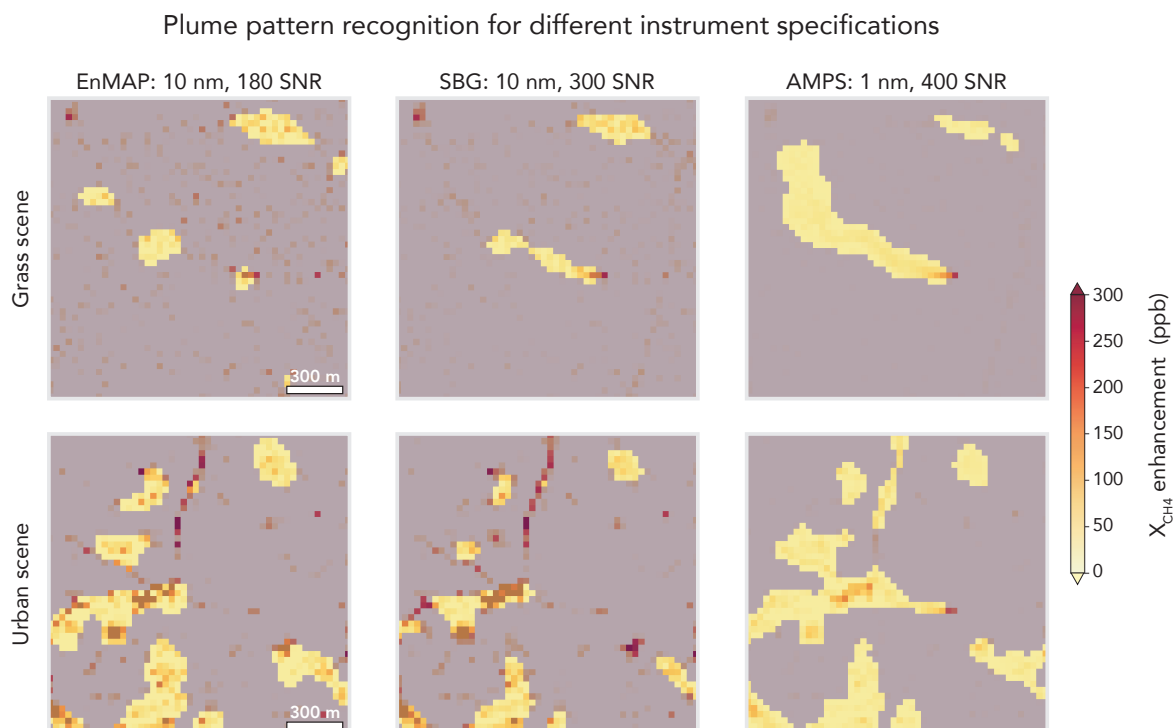 Plume pattern recognition for different instrument specifications
EnMAP: 10 nm, 180 SNR
SBG: 10 nm, 300 SNR
AMPS: 1 nm, 400 SNR
Grass scene
300 m
Urban scene
300 m
300
250
200
150
100
50
0
X_CH4 enhancement (ppb)